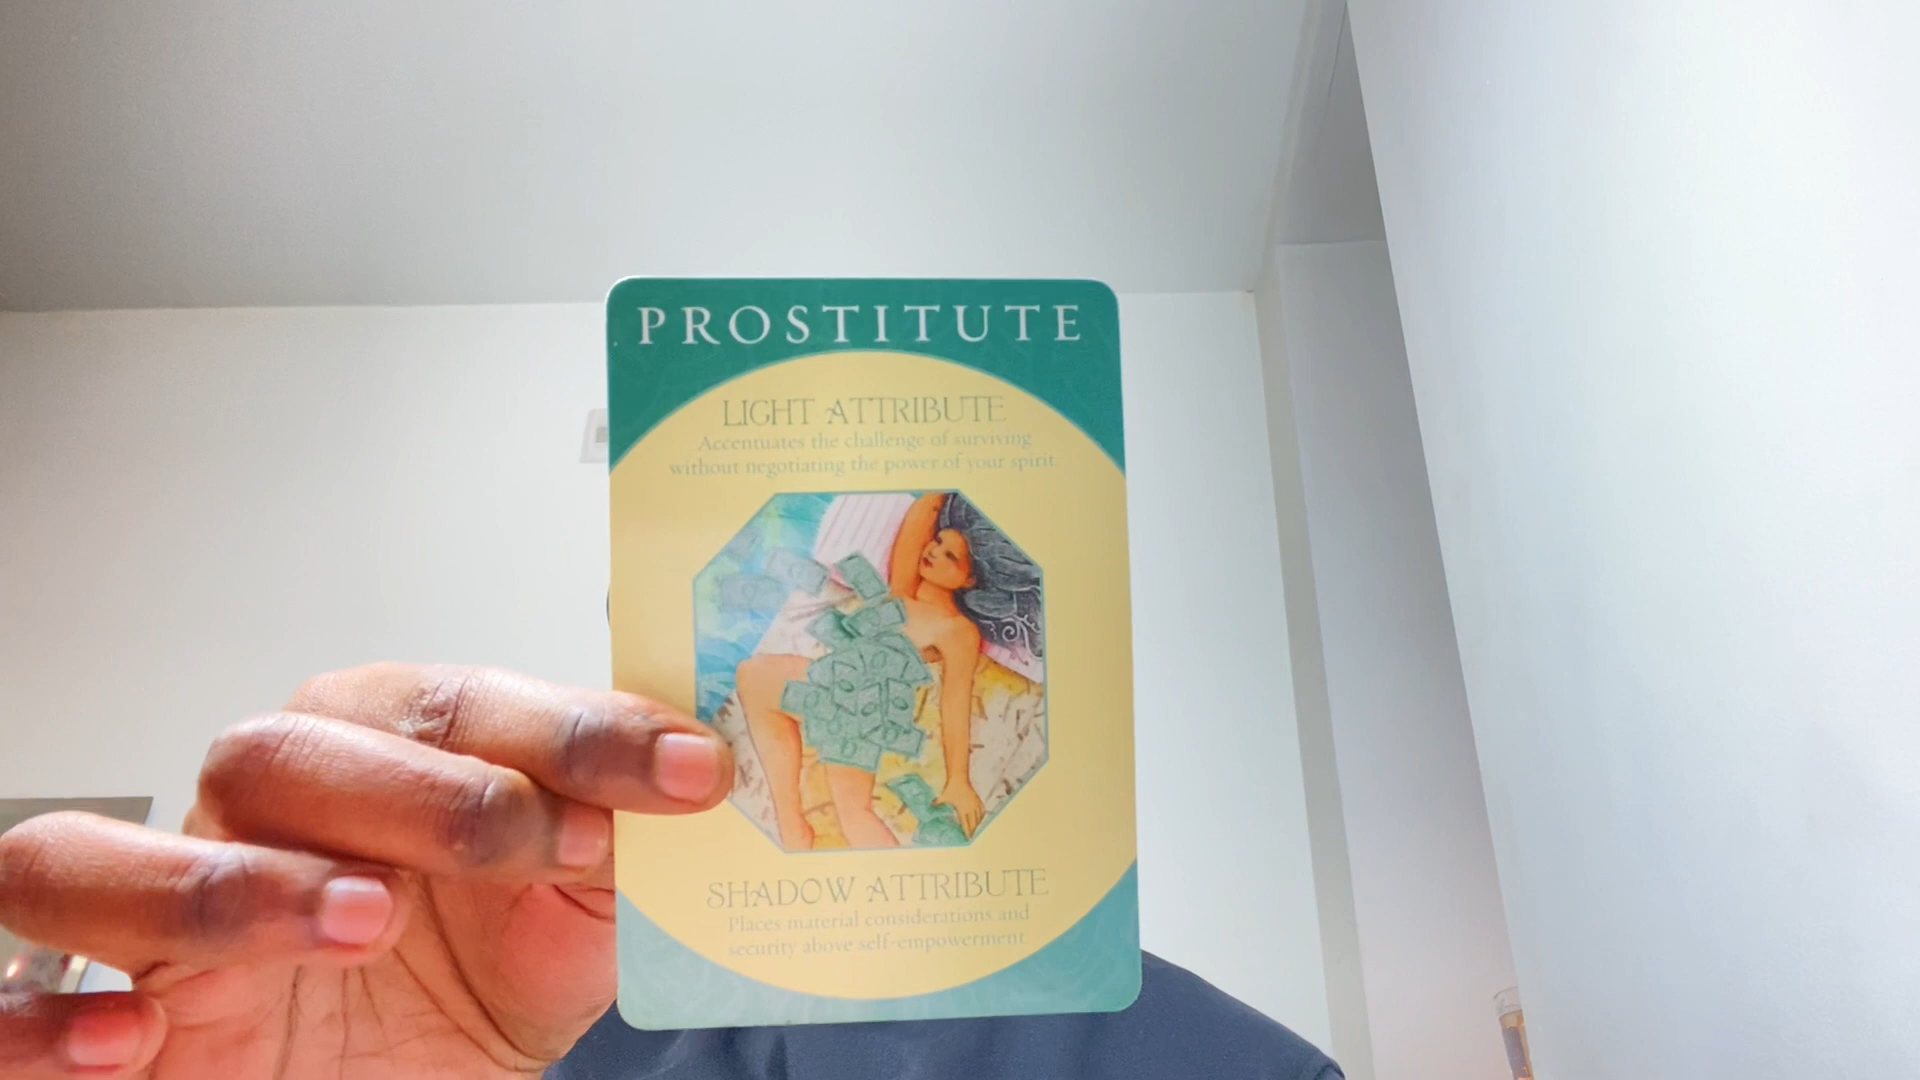 PROSTITUTE
LIGHT ATTRIBUTE
Accentuates the challenge of surviving
without negotiating the power of your spirit.
SHADOW ATTRIBUTE
Places material considerations and
security above self-empowerment.